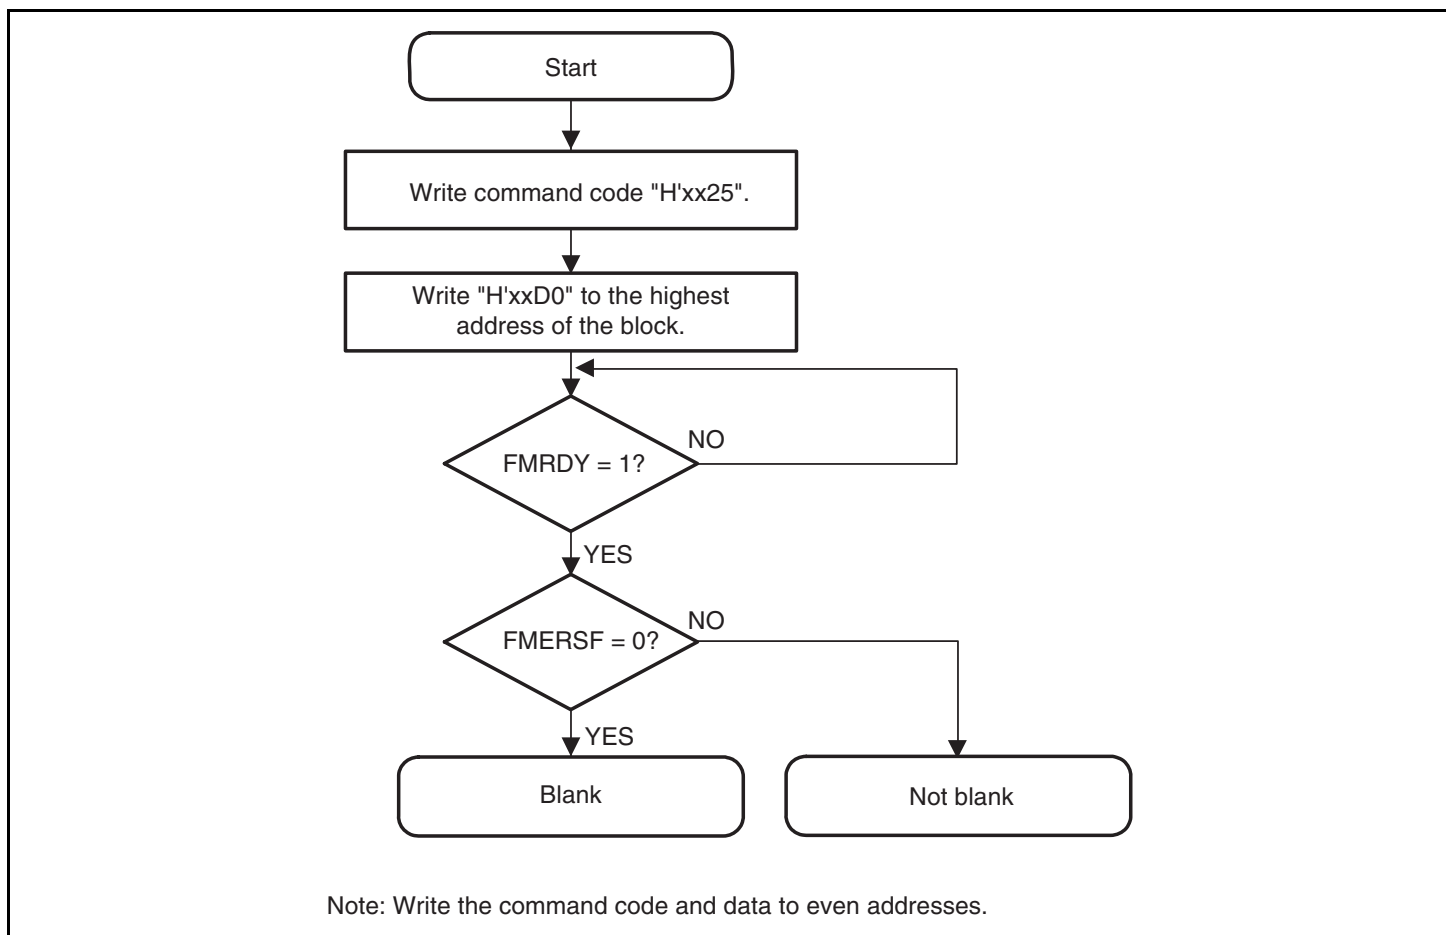 Start
Write command code "H'xx25".
Write "H'xxD0" to the highest
address of the block.
FMRDY = 1?
NO
YES
FMERSF = 0?
NO
YES
Blank
Not blank
Note: Write the command code and data to even addresses.